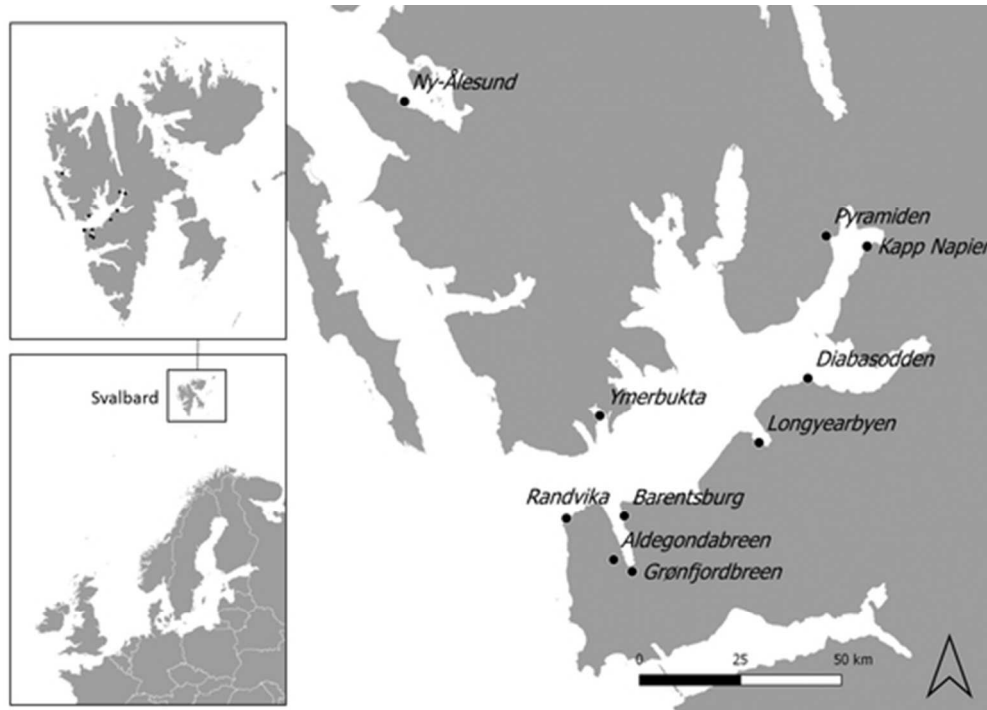 Ny-Ålesund
Pyramiden
Kapp Napier
Diabasodden
Svalbard
Ymerbukta
Longyearbyen
Randvika
Barentsburg
Aldegondabreen
Grønfjordbreen
0 25 50 km